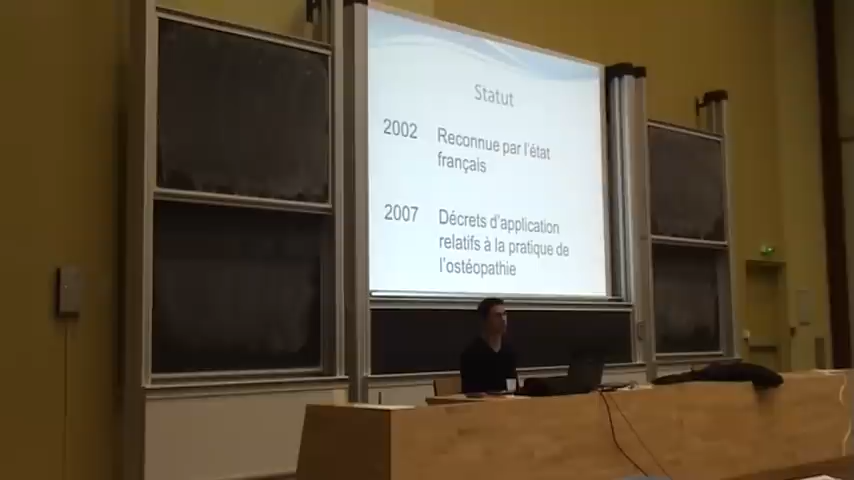 Statut
2002 Reconnue par l'état
français
2007 Décrets d'application
relatifs à la pratique de
l'ostéopathie